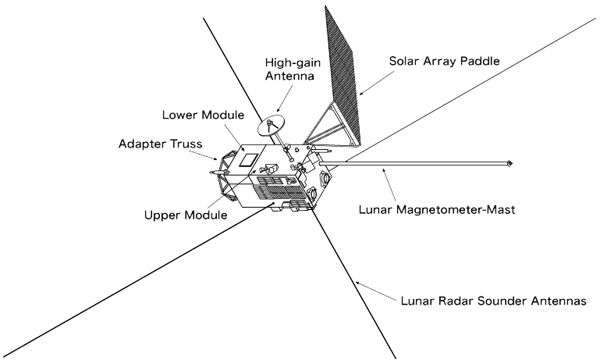 High-gain
Antenna
Solar Array Paddle
Lower Module
Adapter Truss
Upper Module
Lunar Magnetometer-Mast
Lunar Radar Sounder Antennas